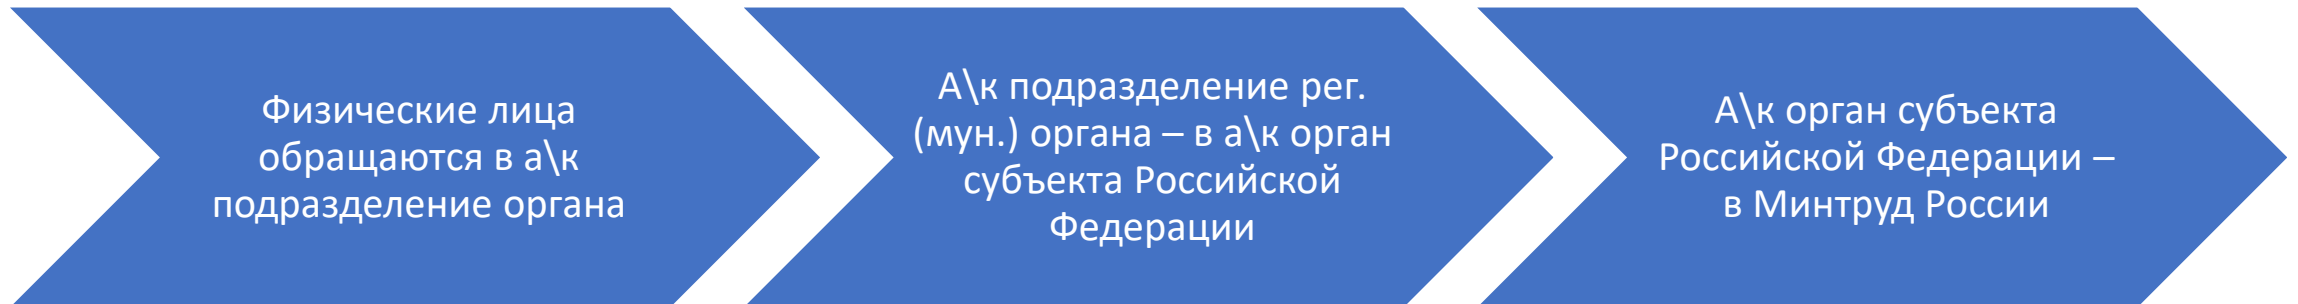 Физические лица
обращаются в а\к
подразделение органа
А\к подразделение рег.
(мун.) органа – в а\к орган
субъекта Российской
Федерации
А\к орган субъекта
Российской Федерации –
в Минтруд России